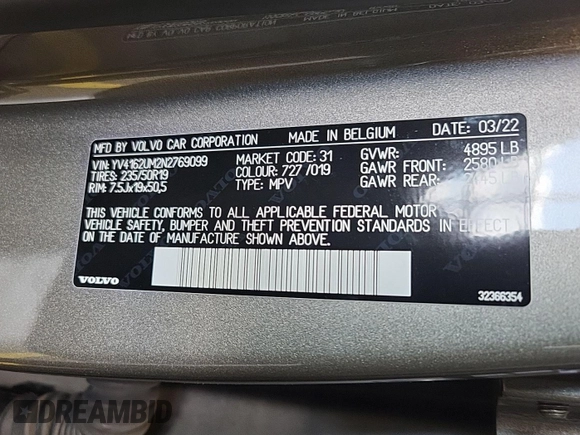 MFD BY VOLVO CAR CORPORATION MADE IN BELGIUM DATE: 03/22
VIN: YV4162UM2N2769099 MARKET CODE: 31 GVWR: 4895 LB
TIRES: 235/50R19 COLOUR: 727/019 GAWR FRONT: 2580 LB
RIM: 7.5Jx19x50,5 TYPE: MPV GAWR REAR:
THIS VEHICLE CONFORMS TO ALL APPLICABLE FEDERAL MOTOR
VEHICLE SAFETY, BUMPER AND THEFT PREVENTION STANDARDS IN EFFECT
ON THE DATE OF MANUFACTURE SHOWN ABOVE.
VOLVO
32366354
DREAMBID